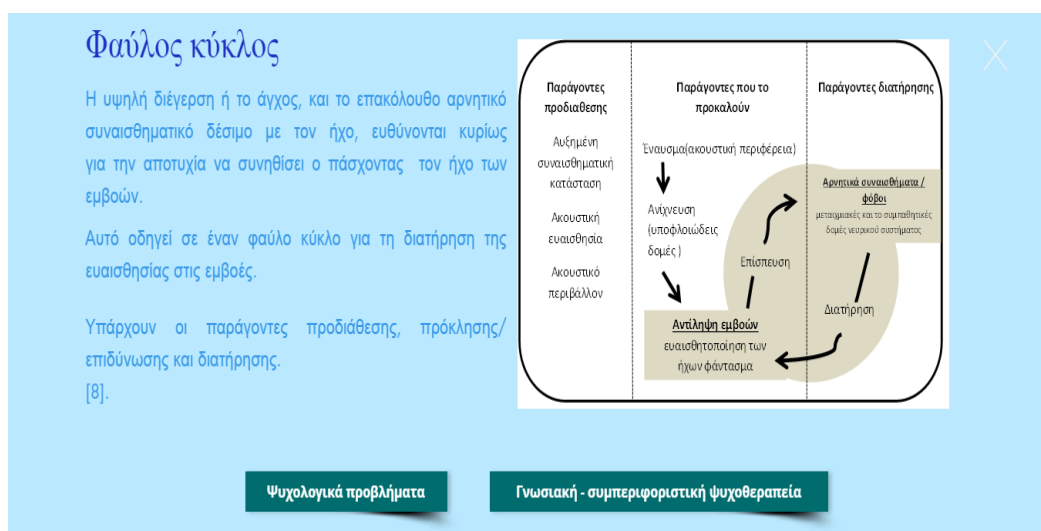 Φαύλος κύκλος
Η υψηλή διέγερση ή το άγχος, και το επακόλουθο αρνητικό
συναισθηματικό δέσιμο με τον ήχο, ευθύνονται κυρίως
για την αποτυχία να συνηθίσει ο πάσχοντας τον ήχο των
εμβοών.
Αυτό οδηγεί σε έναν φαύλο κύκλο για τη διατήρηση της
ευαισθησίας στις εμβοές.
Υπάρχουν οι παράγοντες προδιάθεσης, πρόκλησης/
επιδύνωσης και διατήρησης.
[8].
Παράγοντες
προδιαθεσης
Αυξημένη
συναισθηματική
κατάσταση
Ακουστική
ευαισθησία
Ακουστικό
περιβάλλον
Παράγοντες που το
προκαλούν
Έναυσμα(ακουστική περιφέρεια)
Ανίχνευση
(υποφλοιώδεις
δομές )
Επίσπευση
Αντίληψη εμβοών
ευαισθητοποίηση των
ήχων φάντασμα
Παράγοντες διατήρησης
Αρνητικά συναισθήματα /
φόβοι
μεταιχμιακές και το συμπαθητικές
δομές νευρικού συστήματος
Διατήρηση
X
Ψυχολογικά προβλήματα
Γνωσιακή - συμπεριφοριστική ψυχοθεραπεία